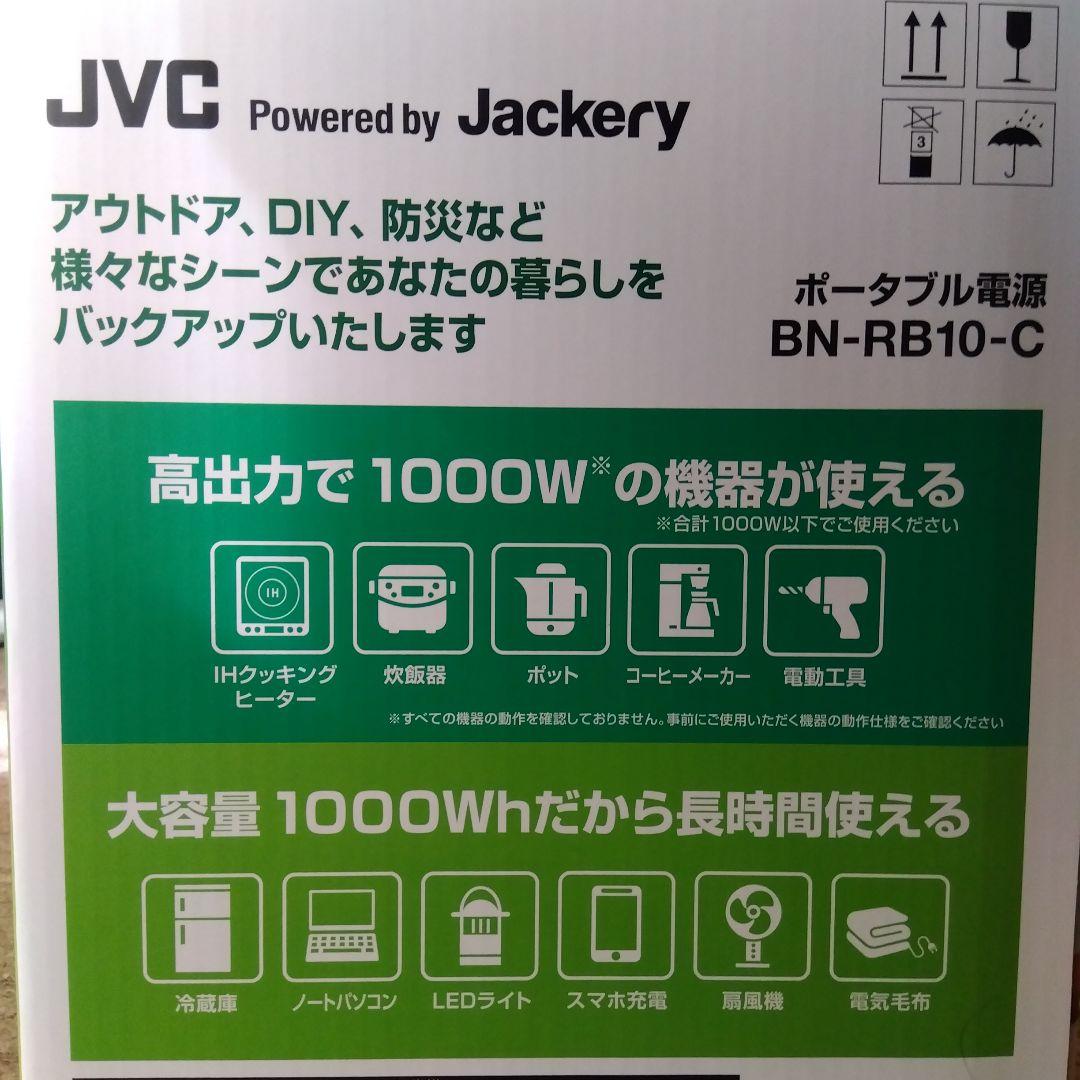 JVC Powered by Jackery
3
アウトドア、DIY、防災など
様々なシーンであなたの暮らしを
バックアップいたします
ポータブル電源
BN-RB10-C
高出力で1000W※の機器が使える
※合計1000W以下でご使用ください
IH
IHクッキング
ヒーター
炊飯器
ポット
コーヒーメーカー
電動工具
※すべての機器の動作を確認しておりません。事前にご使用いただく機器の動作仕様をご確認ください
大容量1000Whだから長時間使える
冷蔵庫
ノートパソコン
LEDライト
スマホ充電
扇風機
電気毛布